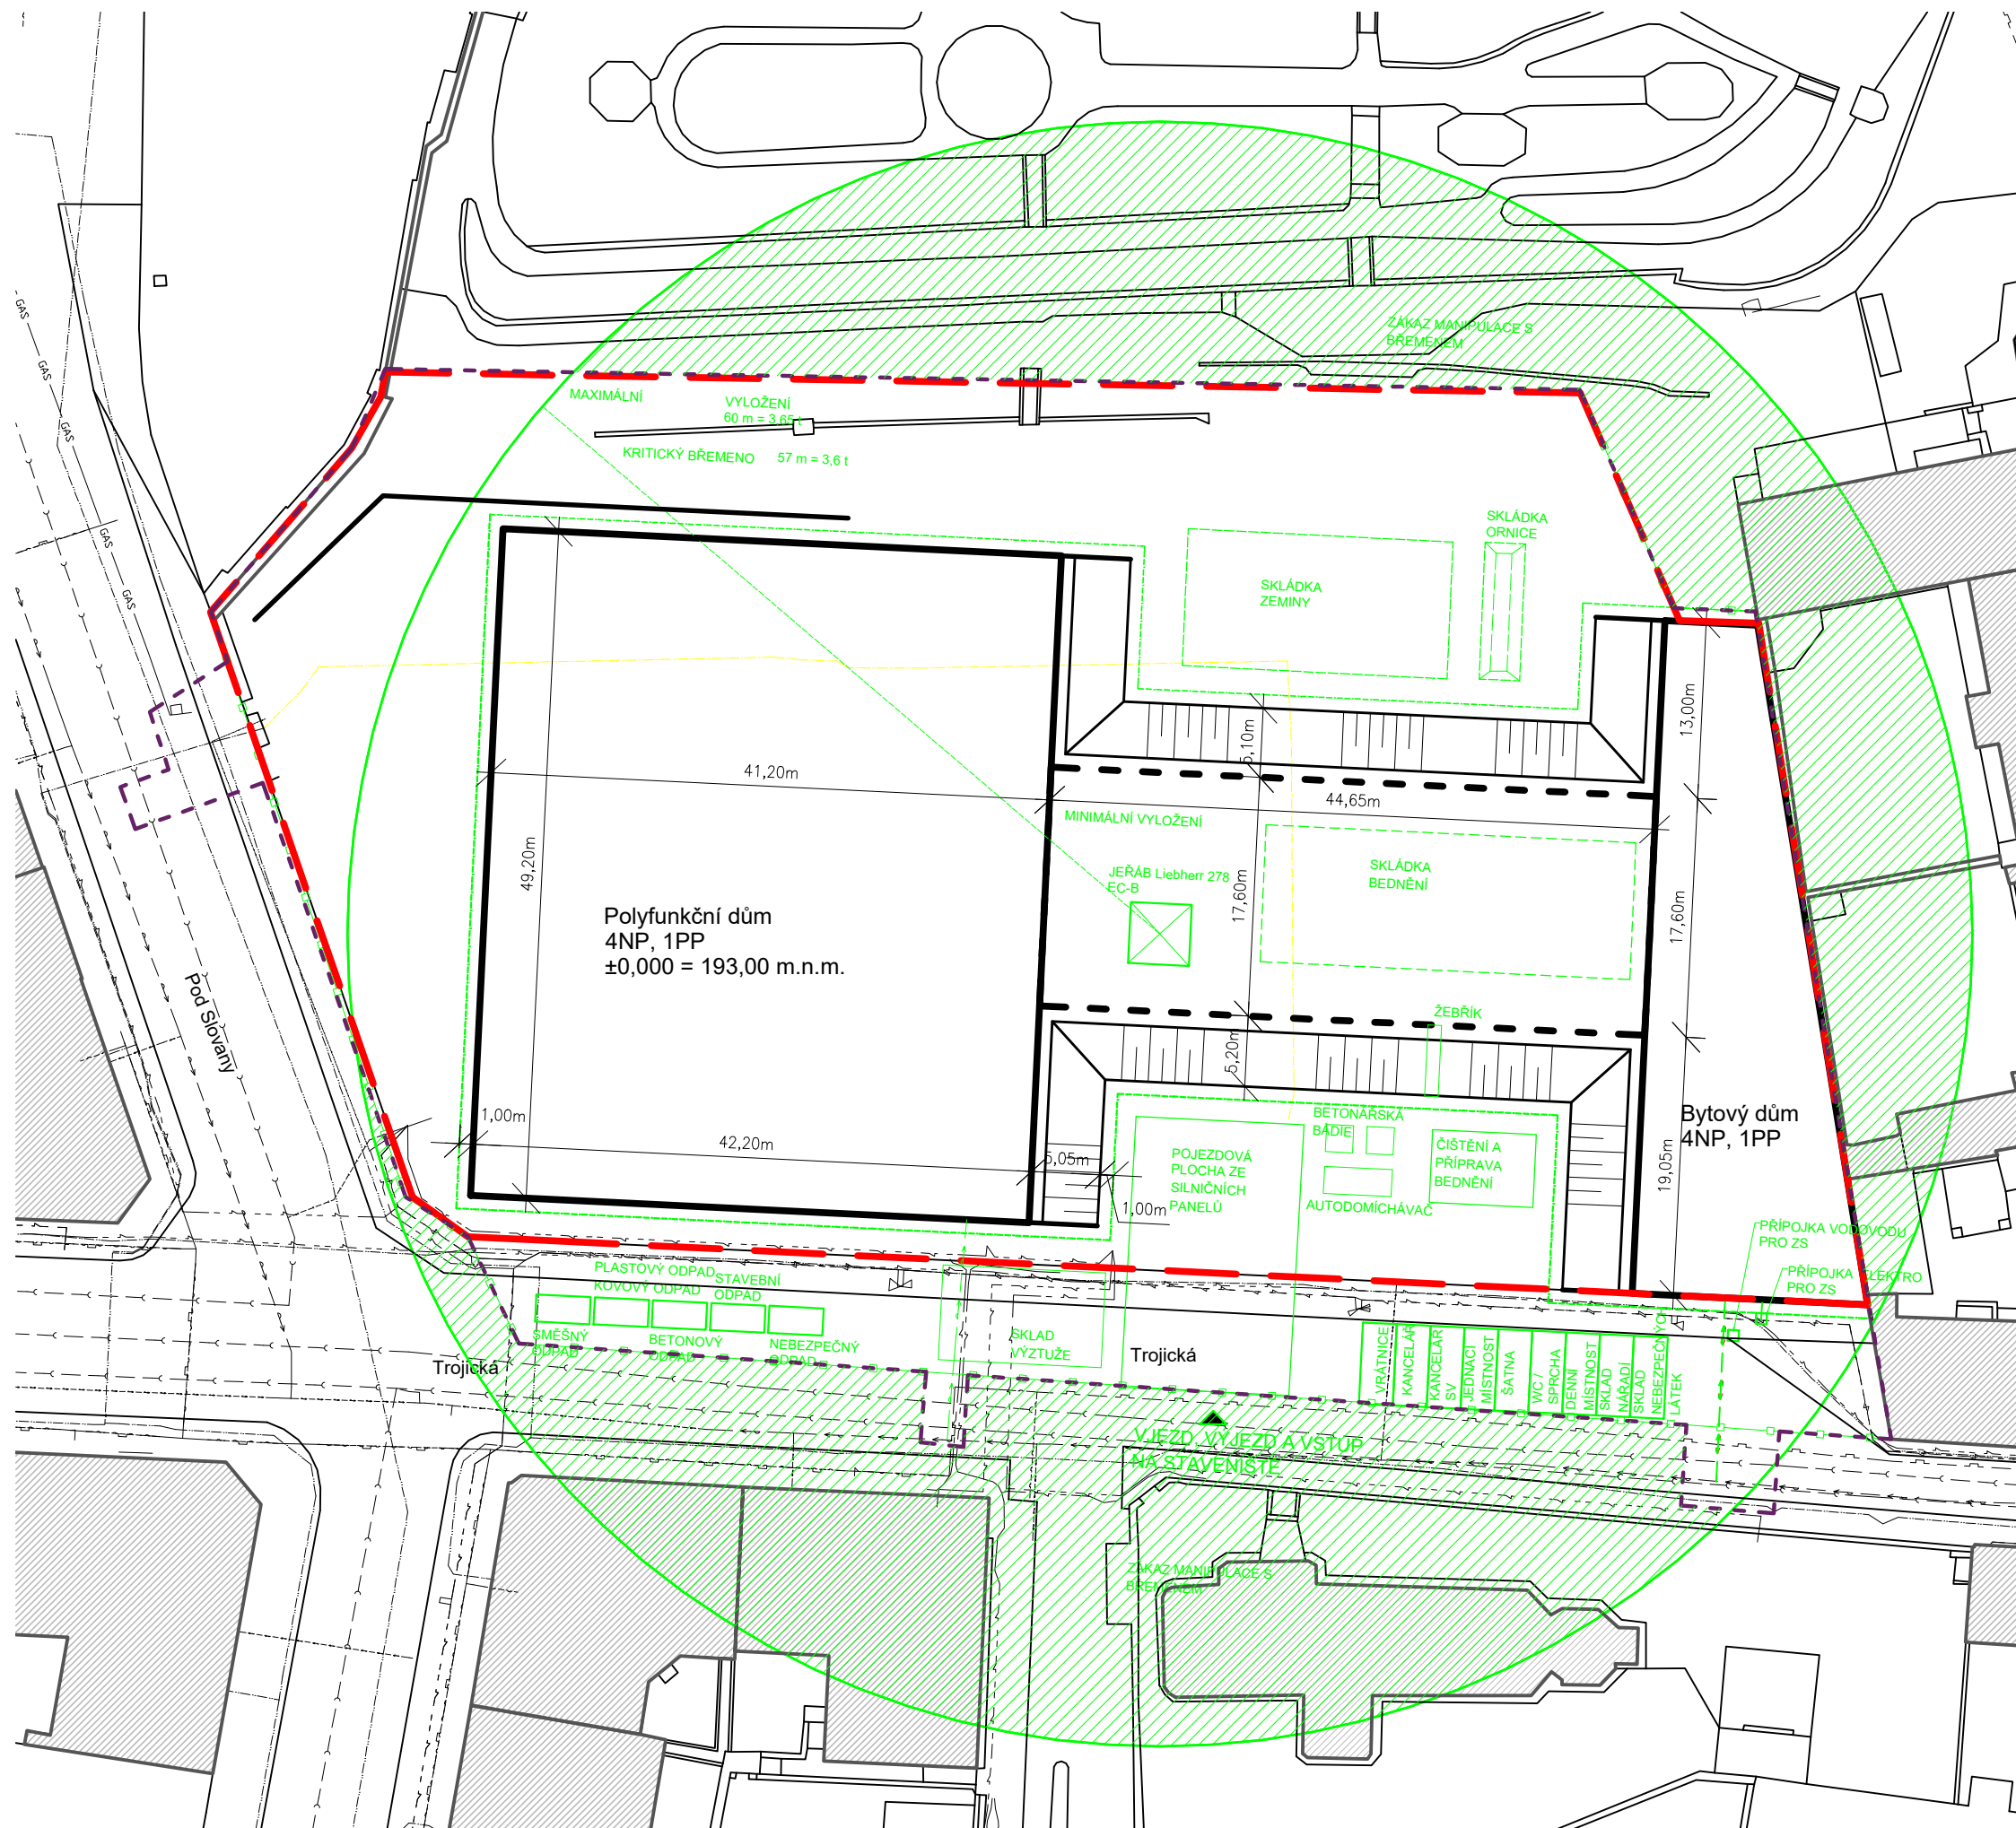 ZÁKAZ MANIPULACE S
BŘEMENEM
GAS
GAS
GAS
GAS
GAS
MAXIMÁLNÍ
VYLOŽENÍ
60 m = 3,65 t
KRITICKÝ BŘEMENO 57 m = 3,6 t
SKLÁDKA
ORNICE
SKLÁDKA
ZEMINY
13,00m
5,10m
41,20m
44,65m
MINIMÁLNÍ VYLOŽENÍ
49,20m
SKLÁDKA
BEDNĚNÍ
JEŘÁB Liebherr 278
EC-B
17,60m
17,60m
Polyfunkční dům
4NP, 1PP
±0,000 = 193,00 m.n.m.
Pod Slovany
ŽEBŘÍK
5,20m
1,00m
42,20m
5,05m
1,00m
BETONÁŘSKÁ
BÁDIE
POJEZDOVÁ
PLOCHA ZE
SILNIČNÍCH
PANELŮ
ČIŠTĚNÍ A
PŘÍPRAVA
BEDNĚNÍ
AUTODOMÍCHÁVAČ
Bytový dům
4NP, 1PP
19,05m
PŘÍPOJKA VODOVODU
PRO ZS
PŘÍPOJKA ELEKTRO
PRO ZS
PLASTOVÝ ODPAD
STAVEBNÍ
ODPAD
KOVOVÝ ODPAD
SMĚSNÝ
ODPAD
BETONOVÝ
ODPAD
NEBEZPEČNÝ
ODPAD
SKLAD
VÝZTUŽE
Trojická
Trojická
VRÁTNICE
KANCELÁŘ
KANCELÁŘ
SV
JEDNACÍ
MÍSTNOST
ŠATNA
WC /
SPRCHA
DENNÍ
MÍSTNOST
SKLAD
NÁŘADÍ
SKLAD
NEBEZPEČNÝCH
LÁTEK
VJEZD, VÝJEZD A VSTUP
NA STAVENIŠTĚ
ZÁKAZ MANIPULACE S
BŘEMENEM